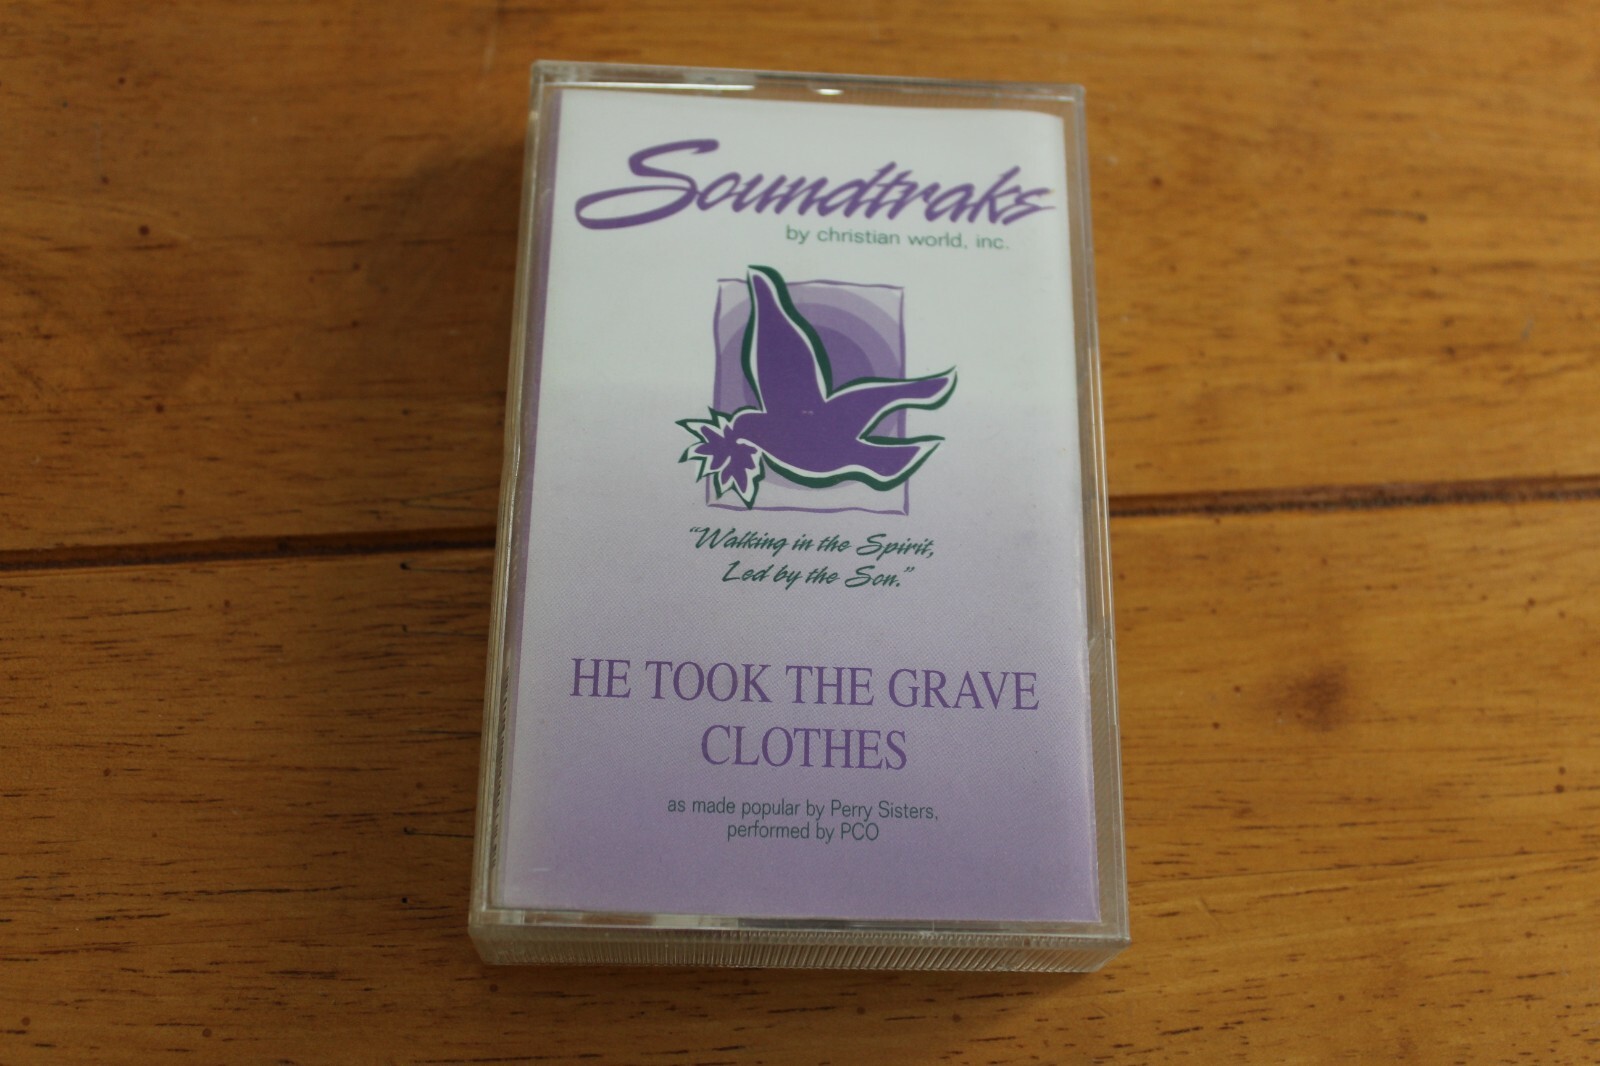 Soundtraks
by christian world, inc.
"Walking in the Spirit,
Led by the Son."
HE TOOK THE GRAVE
CLOTHES
as made popular by Perry Sisters,
performed by PCO